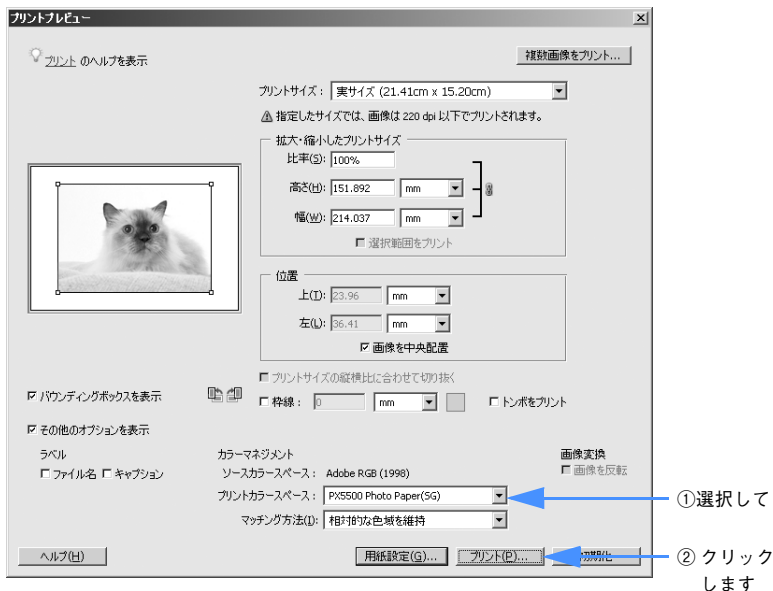 プリントプレビュー
プリント のヘルプを表示
複数画像をプリント...
プリントサイズ： 実サイズ (21.41cm x 15.20cm)
指定したサイズでは、画像は 220 dpi 以下でプリントされます。
拡大・縮小したプリントサイズ
比率(S): 100%
高さ(H): 151.892 mm
幅(W): 214.037 mm
選択範囲をプリント
位置
上(T): 23.96 mm
左(L): 36.41 mm
画像を中央配置
プリントサイズの縦横比に合わせて切り抜く
バウンディングボックスを表示
枠線： 0 mm
トンボをプリント
その他のオプションを表示
ラベル
ファイル名 キャプション
カラーマネジメント
ソースカラースペース： Adobe RGB (1998)
プリントカラースペース： PX5500 Photo Paper(SG)
マッチング方法(I): 相対的な色域を維持
画像変換
画像を反転
①選択して
ヘルプ(H)
用紙設定(G)...
プリント(P)...
初期化
②クリック
します